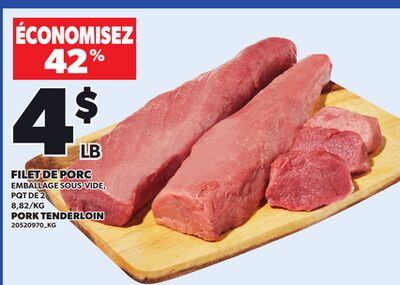 ÉCONOMISEZ
42%
4$
LB
FILET DE PORC
EMBALLAGE SOUS-VIDE,
PQT DE 2
8,82/KG
PORK TENDERLOIN
20520970_KG